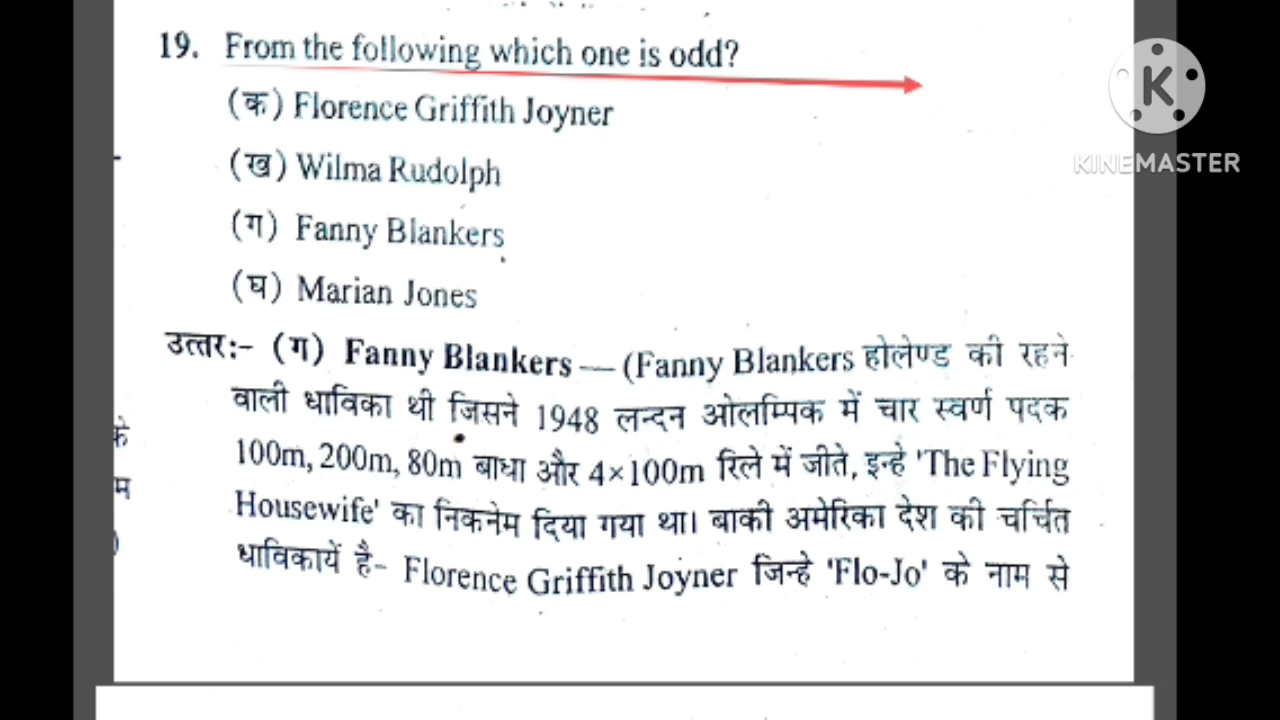 19. From the following which one is odd?
(क) Florence Griffith Joyner
(ख) Wilma Rudolph
(ग) Fanny Blankers
(घ) Marian Jones
उत्तरः- (ग) Fanny Blankers — (Fanny Blankers होलेण्ड की रहने
वाली धाविका थी जिसने 1948 लन्दन ओलम्पिक में चार स्वर्ण पदक
100m, 200m, 80m बाधा और 4×100m रिले में जीते, इन्हे 'The Flying
Housewife' का निकनेम दिया गया था। बाकी अमेरिका देश की चर्चित
धाविकायें है- Florence Griffith Joyner जिन्हे 'Flo-Jo' के नाम से
के
म
)
K
KINEMASTER